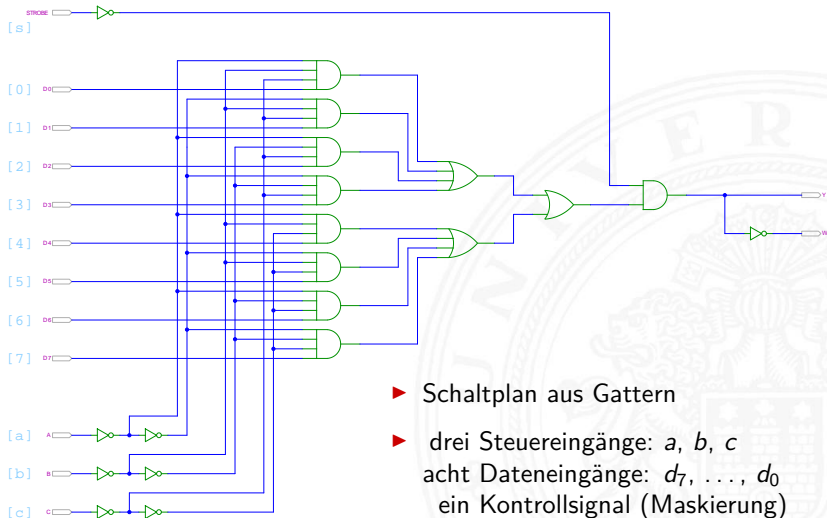 STROBE
[s]
[0] D0
[1] D1
[2] D2
[3] D3
[4] D4
[5] D5
[6] D6
[7] D7
Y
W
[a] A
[b] B
[c] C
▶ Schaltplan aus Gattern
▶ drei Steuereingänge: a, b, c
acht Dateneingänge: d₇, ..., d₀
ein Kontrollsignal (Maskierung)
UNIVER